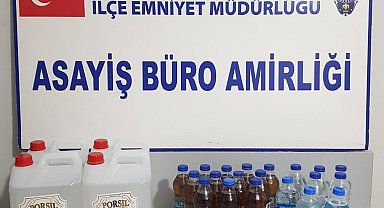 İLÇE EMNİYET MÜDÜRLÜĞÜ
ASAYİŞ BÜRO AMİRLİĞİ
PORSIL PORSIL